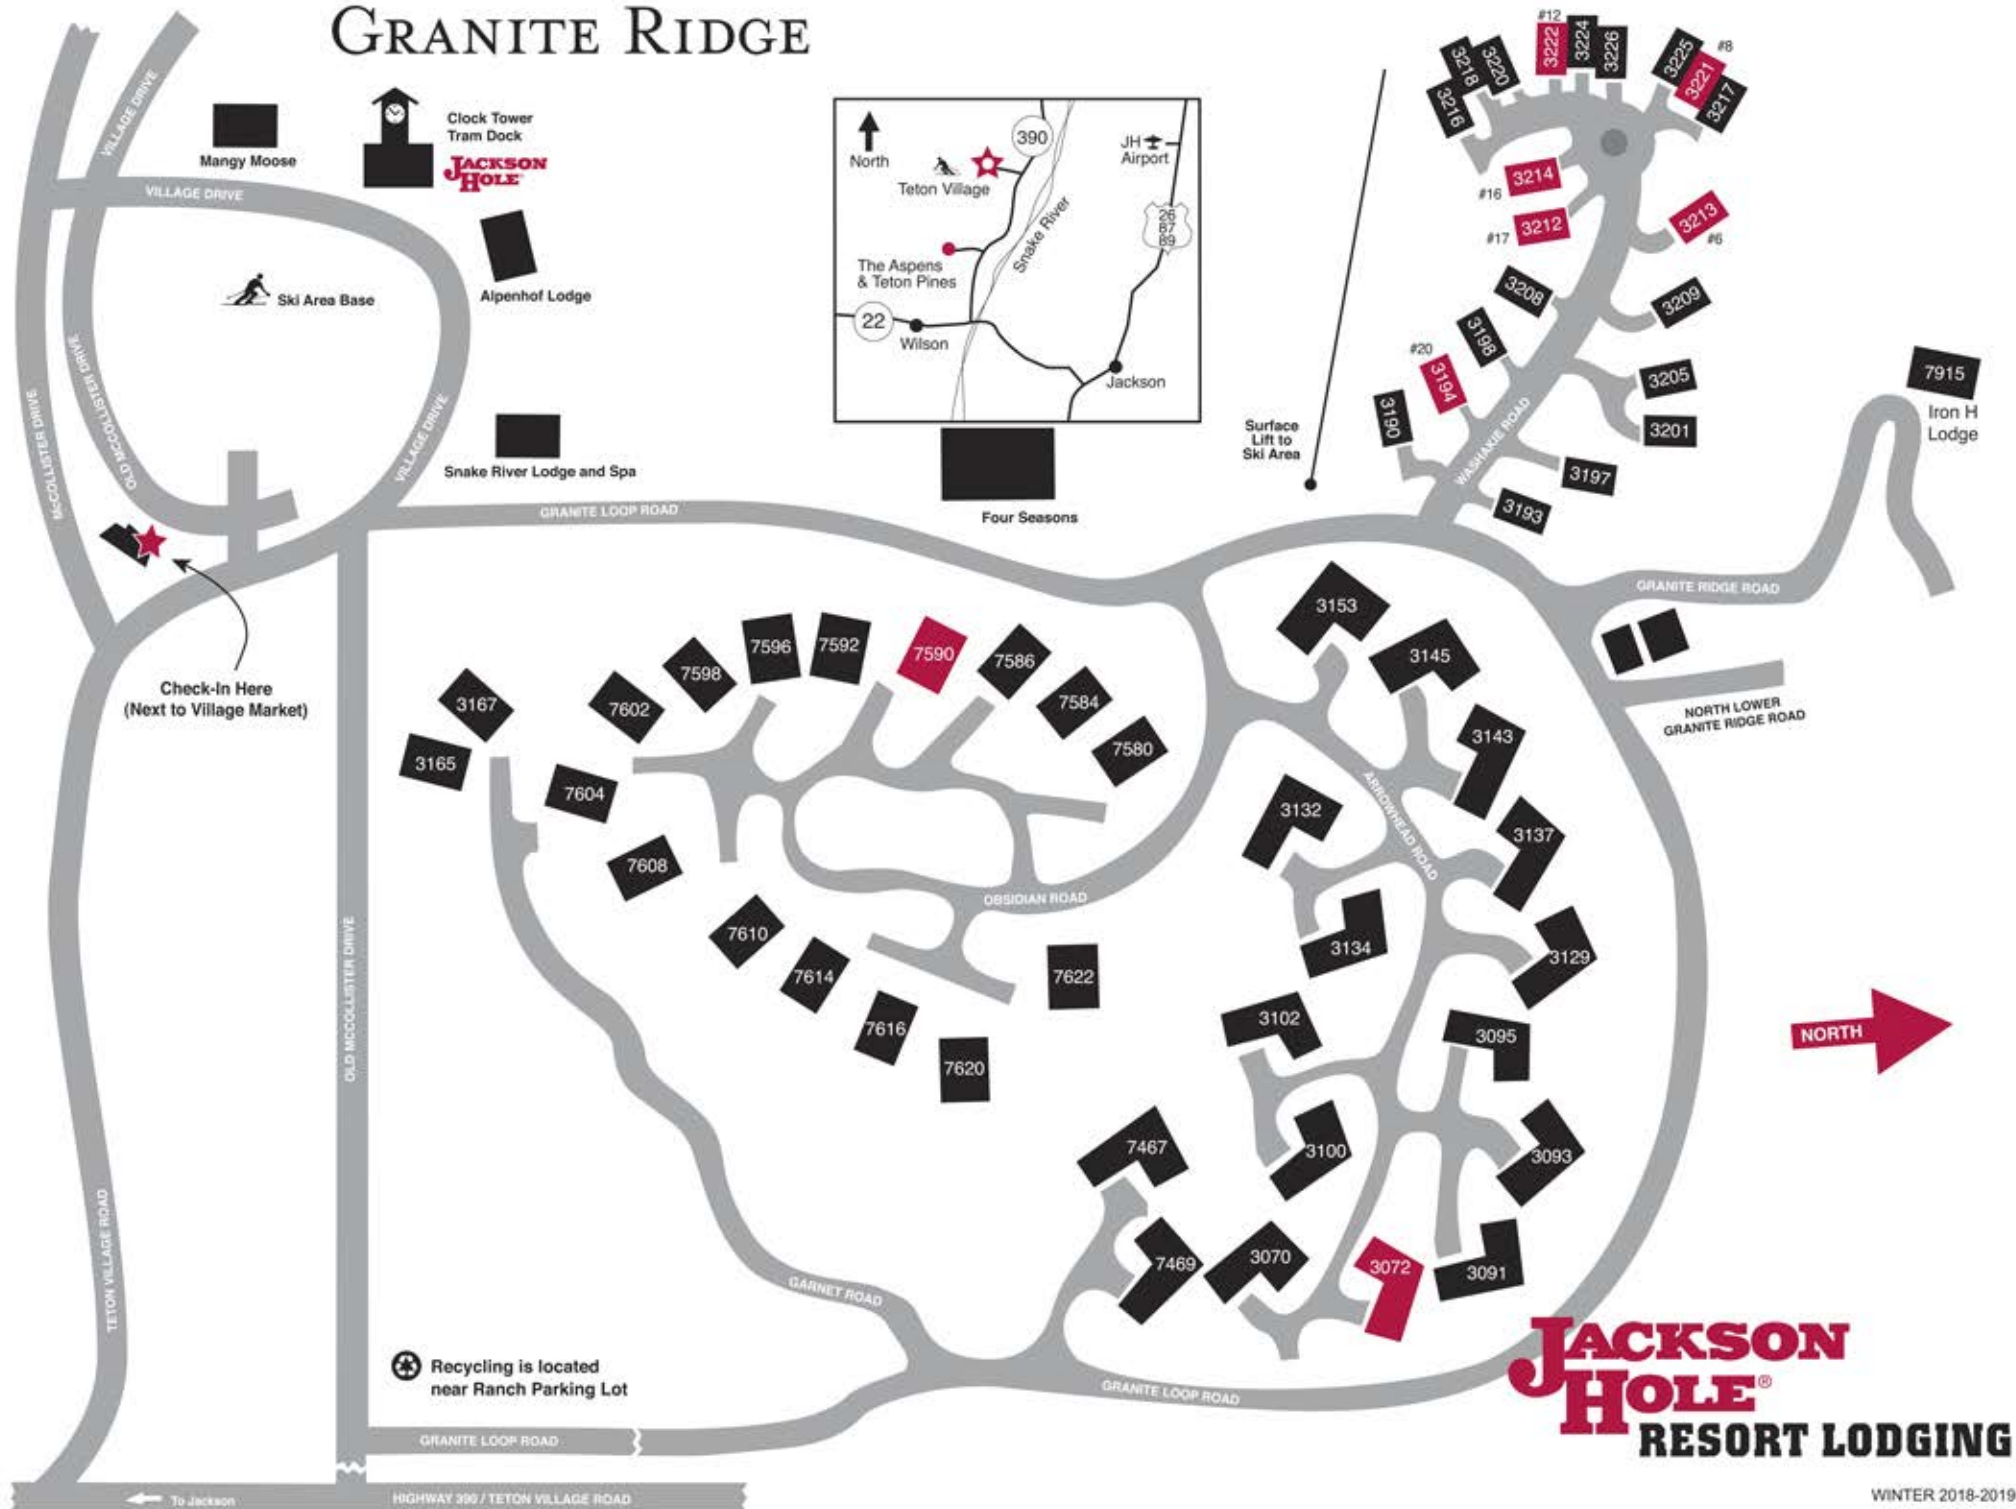 GRANITE RIDGE
VILLAGE DRIVE
Mangy Moose
Clock Tower
Tram Dock
JACKSON
HOLE
VILLAGE DRIVE
Alpenhof Lodge
Ski Area Base
McCOLLISTER DRIVE
OLD MCCOLLISTER DRIVE
VILLAGE DRIVE
Snake River Lodge and Spa
North
390
JH
Airport
Teton Village
Snake River
26
87
89
The Aspens
& Teton Pines
22
Wilson
Jackson
Four Seasons
Surface
Lift to
Ski Area
#12
3222
3224
3226
3218
3220
3216
3225
#8
3221
3217
#16
3214
#17
3212
3213
#6
3208
3209
3198
#20
3194
3190
3205
3201
3197
3193
WASHAKIE ROAD
7915
Iron H
Lodge
GRANITE LOOP ROAD
GRANITE RIDGE ROAD
NORTH LOWER
GRANITE RIDGE ROAD
Check-In Here
(Next to Village Market)
3167
3165
7602
7598
7596
7592
7590
7586
7584
7580
7604
7608
7610
7614
7616
7620
7622
OBSIDIAN ROAD
3153
3145
3143
3137
3132
3134
3129
ARROWHEAD ROAD
3102
3095
3100
3093
7467
7469
3070
3072
3091
NORTH
OLD MCCOLLISTER DRIVE
TETON VILLAGE ROAD
GARNET ROAD
Recycling is located
near Ranch Parking Lot
GRANITE LOOP ROAD
GRANITE LOOP ROAD
To Jackson
HIGHWAY 390 / TETON VILLAGE ROAD
JACKSON
HOLE®
RESORT LODGING
WINTER 2018-2019